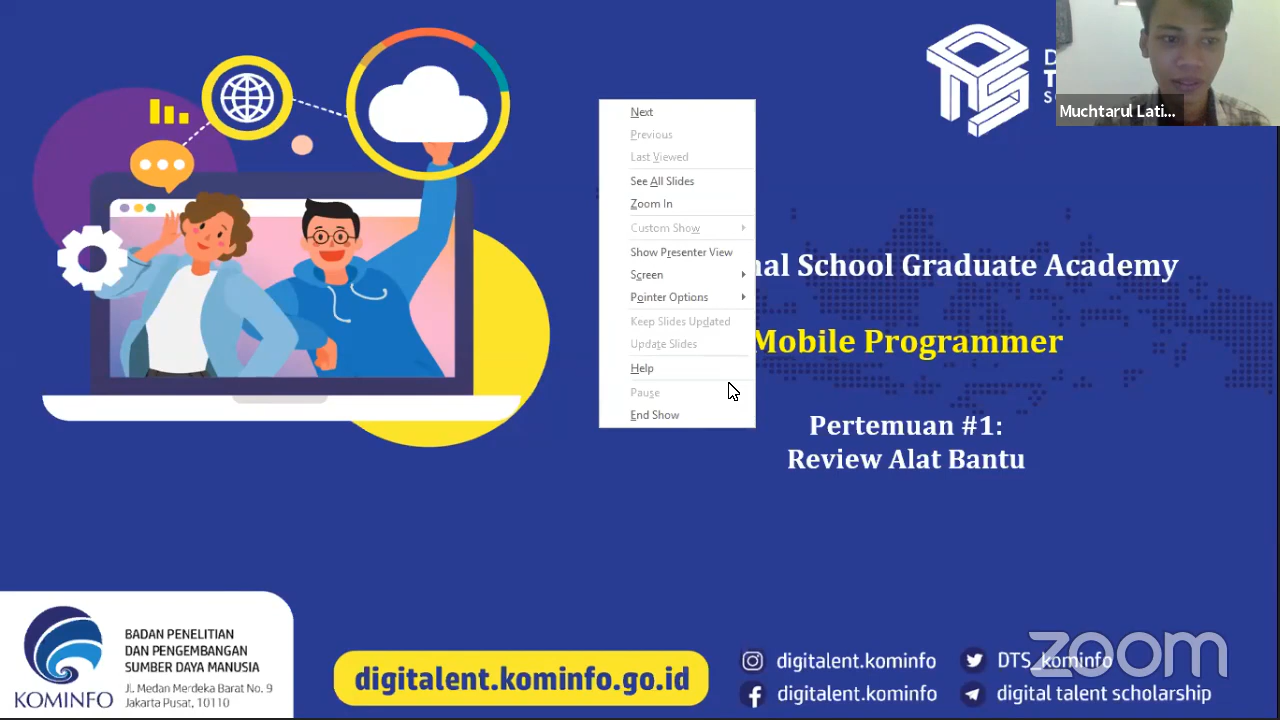 Muchtarul Lati...
Next
Previous
Last Viewed
See All Slides
Zoom In
Custom Show
Show Presenter View
Screen
Pointer Options
Keep Slides Updated
Update Slides
Help
Pause
End Show
nal School Graduate Academy
Mobile Programmer
Pertemuan #1:
Review Alat Bantu
KOMINFO
BADAN PENELITIAN
DAN PENGEMBANGAN
SUMBER DAYA MANUSIA
Jl. Medan Merdeka Barat No. 9
Jakarta Pusat, 10110
digitalent.kominfo.go.id
digitalent.kominfo
DTS_kominfo
digitalent.kominfo
digital talent scholarship
zoom